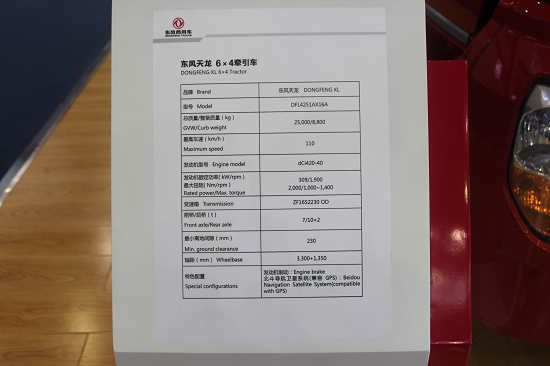 东风商用车
东风天龙 6×4牵引车
DONGFENG KL 6×4 Tractor
品牌 Brand 东风天龙 DONGFENG KL
型号 Model DFL4251AX16A
总质量/整装质量(kg)
GVW/Curb weight 25,000/8,800
最高车速(km/h)
Maximum speed 110
发动机型号 Engine model dCi420-40
发动机额定功率(kW/rpm) 309/1,900
最大扭矩(Nm/rpm) 2,000/1,000~1,400
Rated power/Max. torque
变速箱 Transmission ZF16S2230 OD
前桥/后桥(t)
Front axle/Rear axle 7/10×2
最小离地间隙(mm)
Min. ground clearance 230
轴距(mm) Wheelbase 3,300+1,350
特色配置
Special configurations
发动机制动:Engine brake
北斗导航卫星系统(兼容 GPS):Beidou
Navigation Satellite System(compatible
with GPS)